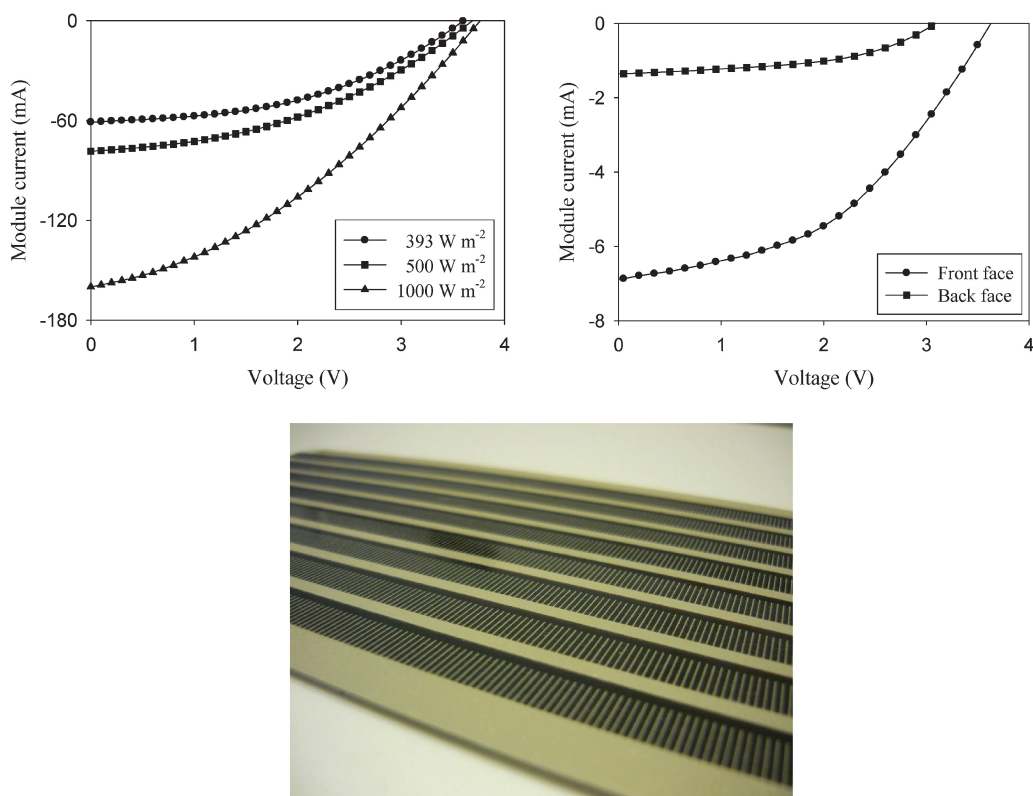 0
-60
-120
-180
Module current (mA)
393 W m⁻²
500 W m⁻²
1000 W m⁻²
0 1 2 3 4
Voltage (V)
0
-2
-4
-6
-8
Module current (mA)
Front face
Back face
0 1 2 3 4
Voltage (V)